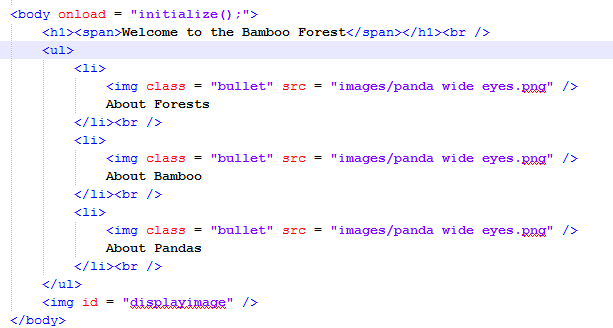 <body onload = "initialize();">
<h1><span>Welcome to the Bamboo Forest</span></h1><br />
<ul>
<li>
<img class = "bullet" src = "images/panda wide eyes.png" />
About Forests
</li><br />
<li>
<img class = "bullet" src = "images/panda wide eyes.png" />
About Bamboo
</li><br />
<li>
<img class = "bullet" src = "images/panda wide eyes.png" />
About Pandas
</li><br />
</ul>
<img id = "displayimage" />
</body>